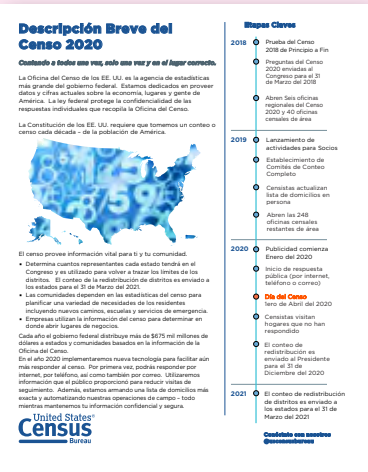 Descripción Breve del
Censo 2020
Contando a todos una vez, solo una vez y en el lugar correcto.
La Oficina del Censo de los EE. UU. es la agencia de estadísticas
más grande del gobierno federal. Estamos dedicados en proveer
datos y cifras actuales sobre la economía, lugares y gente de
América. La ley federal protege la confidencialidad de las
respuestas individuales que recopila la Oficina del Censo.
La Constitución de los EE. UU. requiere que tomemos un conteo o
censo cada década – de la población de América.
El censo provee información vital para ti y tu comunidad.
• Determina cuantos representantes cada estado tendrá en el
Congreso y es utilizado para volver a trazar los límites de los
distritos. El conteo de la redistribución de distritos es enviado a
los estados para el 31 de Marzo del 2021.
• Las comunidades dependen en las estadísticas del censo para
planificar una variedad de necesidades de los residentes
incluyendo nuevos caminos, escuelas y servicios de emergencia.
• Empresas utilizan la información del censo para determinar en
donde abrir lugares de negocios.
Cada año el gobierno federal distribuye más de $675 mil millones de
dólares a estados y comunidades basados en la información de la
Oficina del Censo.
En el año 2020 implementaremos nueva tecnología para facilitar aún
más responder al censo. Por primera vez, podrás responder por
internet, por teléfono, así como también por correo. Utilizaremos
información que el público proporcionó para reducir visitas de
seguimiento. Además, estamos armando una lista de domicilios más
exacta y automatizando nuestras operaciones de campo – todo
mientras mantenemos tu información confidencial y segura.
United States®
Census
Bureau
Etapas Claves
2018
Prueba del Censo
2018 de Principio a Fin
Preguntas del Censo
2020 enviadas al
Congreso para el 31
de Marzo del 2018
Abren Seis oficinas
regionales del Censo
2020 y 40 oficinas
censales de área
2019
Lanzamiento de
actividades para Socios
Establecimiento de
Comités de Conteo
Completo
Censistas actualizan
lista de domicilios en
persona
Abren las 248
oficinas censales
restantes de área
2020
Publicidad comienza
Enero del 2020
Inicio de respuesta
pública (por internet,
teléfono o correo)
Día del Censo
1ero de Abril del 2020
Censistas visitan
hogares que no han
respondido
El conteo de
redistribución es
enviado al Presidente
para el 31 de
Diciembre del 2020
2021
El conteo de redistribución
de distritos es enviado a
los estados para el 31 de
Marzo del 2021
Conéctate con nosotros
@uscensusbureau